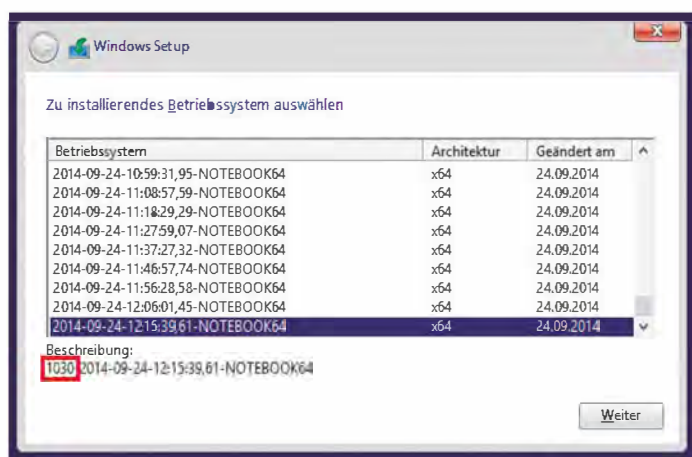 Windows Setup
Zu installierendes Betriebssystem auswählen
Betriebssystem Architektur Geändert am
2014-09-24-10:59:31,95-NOTEBOOK64 x64 24.09.2014
2014-09-24-11:08:57,59-NOTEBOOK64 x64 24.09.2014
2014-09-24-11:18:29,29-NOTEBOOK64 x64 24.09.2014
2014-09-24-11:27:59,07-NOTEBOOK64 x64 24.09.2014
2014-09-24-11:37:27,32-NOTEBOOK64 x64 24.09.2014
2014-09-24-11:46:57,74-NOTEBOOK64 x64 24.09.2014
2014-09-24-11:56:28,58-NOTEBOOK64 x64 24.09.2014
2014-09-24-12:06:01,45-NOTEBOOK64 x64 24.09.2014
2014-09-24-12:15:39,61-NOTEBOOK64 x64 24.09.2014
Beschreibung:
1030 2014-09-24-12:15:39,61-NOTEBOOK64
Weiter